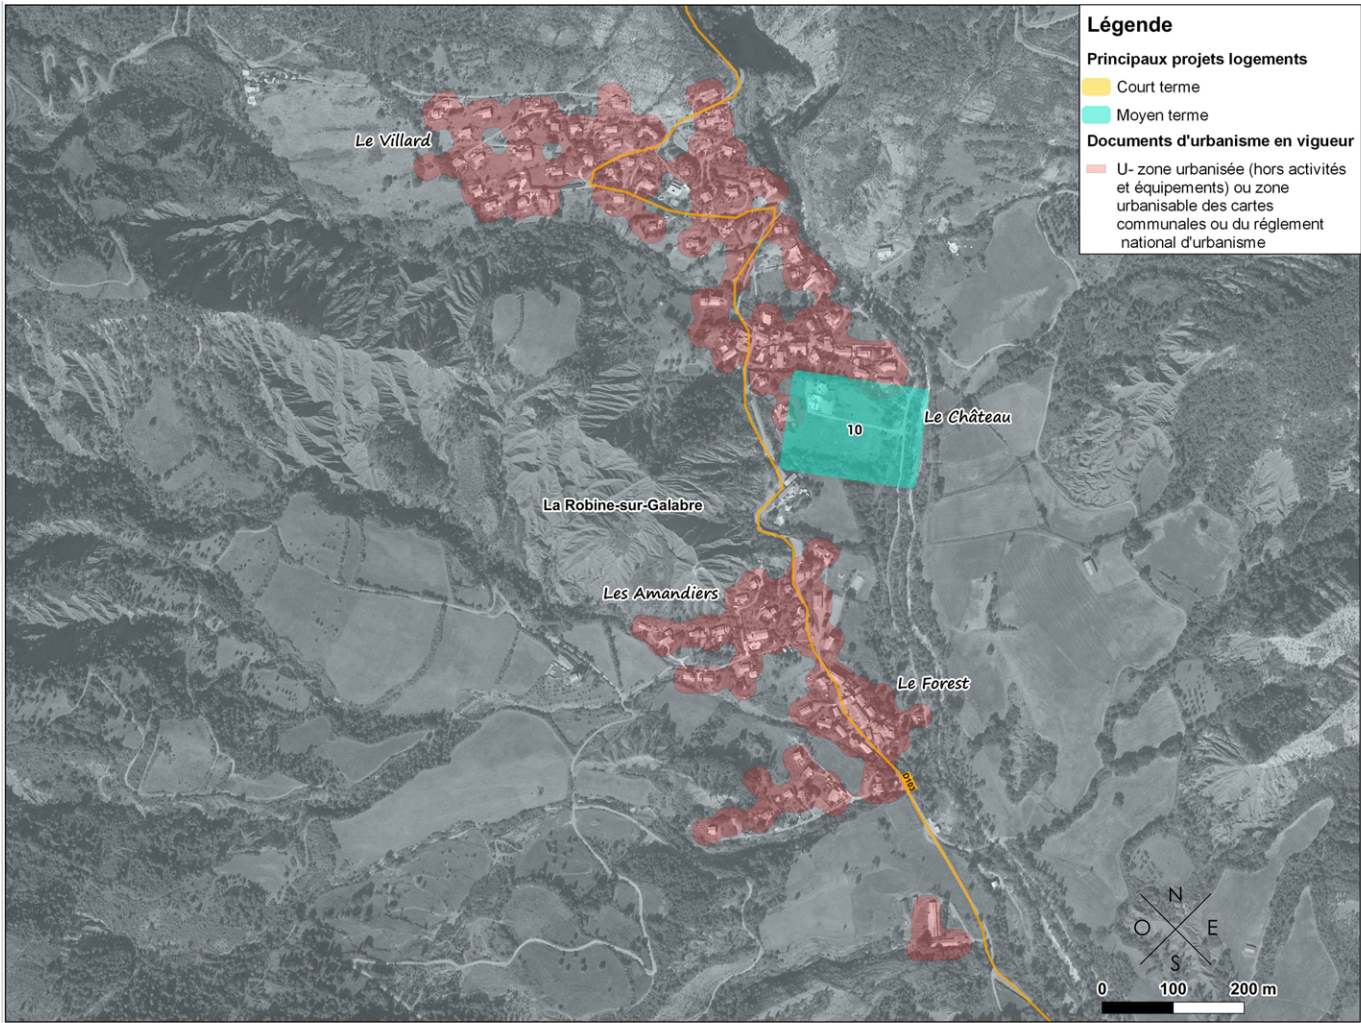 Légende
Principaux projets logements
Court terme
Moyen terme
Documents d'urbanisme en vigueur
U- zone urbanisée (hors activités
et équipements) ou zone
urbanisable des cartes
communales ou du réglement
national d'urbanisme
Le Villard
Le Château
10
La Robine-sur-Galabre
Les Amandiers
Le Forest
D103
N
O
E
S
0 100 200 m